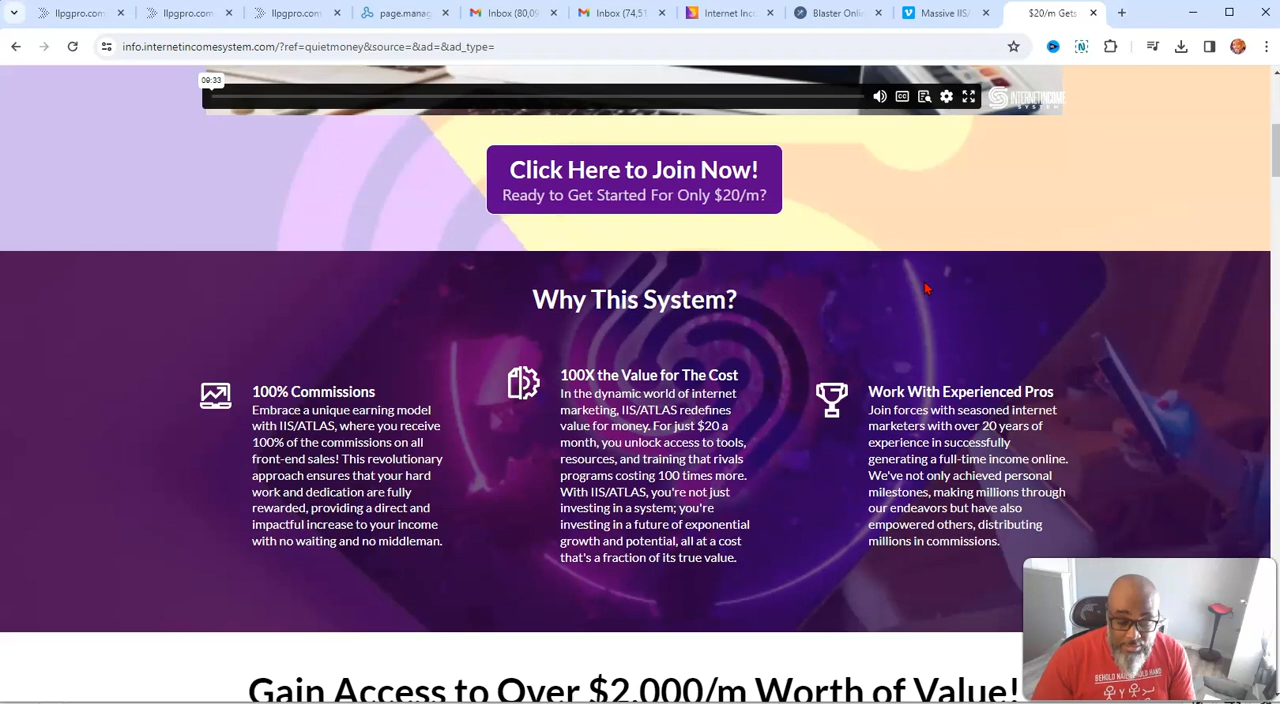 llpgpro.com
llpgpro.com
llpgpro.com
page.manag
Inbox (80,09
Inbox (74,51
Internet Inc
Blaster Onli
Massive IIS/
$20/m Gets
info.internetincomesystem.com/?ref=quietmoney&source=&ad=&ad_type=
09:33
CC
INTERNETINCOME
SYSTEM
Click Here to Join Now!
Ready to Get Started For Only $20/m?
Why This System?
100% Commissions
Embrace a unique earning model
with IIS/ATLAS, where you receive
100% of the commissions on all
front-end sales! This revolutionary
approach ensures that your hard
work and dedication are fully
rewarded, providing a direct and
impactful increase to your income
with no waiting and no middleman.
100X the Value for The Cost
In the dynamic world of internet
marketing, IIS/ATLAS redefines
value for money. For just $20 a
month, you unlock access to tools,
resources, and training that rivals
programs costing 100 times more.
With IIS/ATLAS, you're not just
investing in a system; you're
investing in a future of exponential
growth and potential, all at a cost
that's a fraction of its true value.
Work With Experienced Pros
Join forces with seasoned internet
marketers with over 20 years of
experience in successfully
generating a full-time income online.
We've not only achieved personal
milestones, making millions through
our endeavors but have also
empowered others, distributing
millions in commissions.
Gain Access to Over $2,000/m Worth of Value!